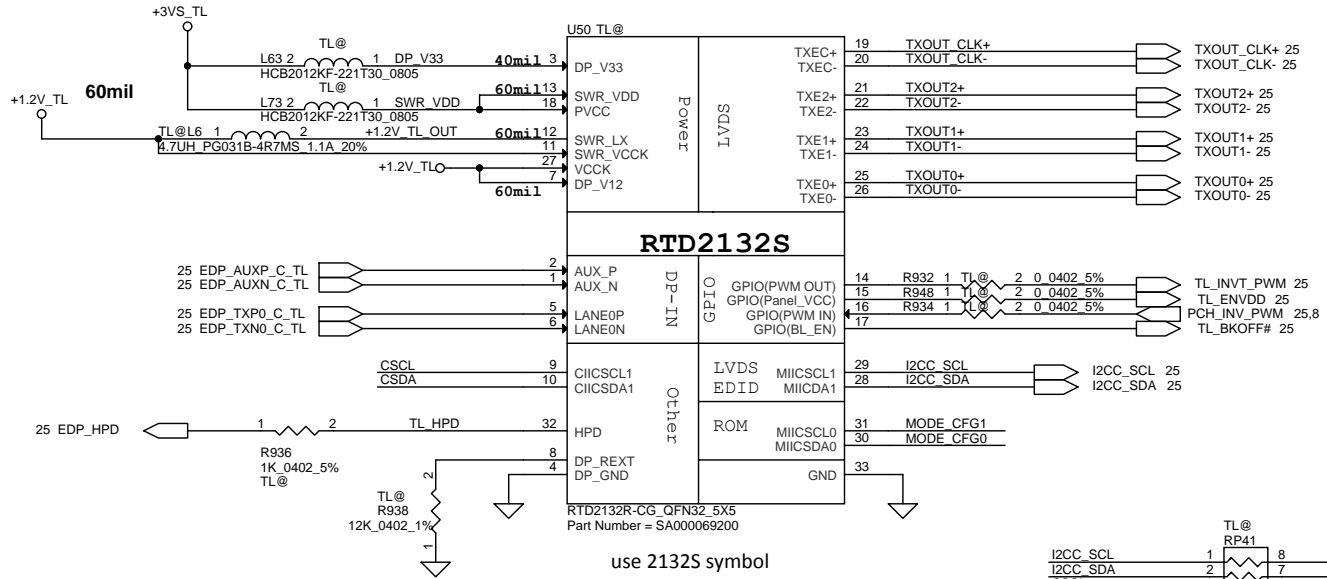 +3VS_TL
TL@
L63 2 1 DP_V33 40mil 3 DP_V33
HCB2012KF-221T30_0805
TL@
L73 2 1 SWR_VDD 60mil 13 SWR_VDD
18 PVCC
HCB2012KF-221T30_0805
+1.2V_TL 60mil
TL@L6 1 2 +1.2V_TL_OUT 60mil 12 SWR_LX
4.7UH_PG031B-4R7MS_1.1A_20% 11 SWR_VCCK
+1.2V_TL 27 VCCK
7 DP_V12
60mil
U50 TL@
Power
LVDS
TXEC+ 19 TXOUT_CLK+ TXOUT_CLK+ 25
TXEC- 20 TXOUT_CLK- TXOUT_CLK- 25
TXE2+ 21 TXOUT2+ TXOUT2+ 25
TXE2- 22 TXOUT2- TXOUT2- 25
TXE1+ 23 TXOUT1+ TXOUT1+ 25
TXE1- 24 TXOUT1- TXOUT1- 25
TXE0+ 25 TXOUT0+ TXOUT0+ 25
TXE0- 26 TXOUT0- TXOUT0- 25
RTD2132S
25 EDP_AUXP_C_TL 2 AUX_P
25 EDP_AUXN_C_TL 1 AUX_N
25 EDP_TXP0_C_TL 5 LANE0P
25 EDP_TXN0_C_TL 6 LANE0N
DP-IN
GPIO
GPIO(PWM OUT) 14 R932 1 TL@ 2 0_0402_5% TL_INVT_PWM 25
GPIO(Panel_VCC) 15 R948 1 TL@ 2 0_0402_5% TL_ENVDD 25
GPIO(PWM IN) 16 R934 1 TL@ 2 0_0402_5% PCH_INV_PWM 25,8
GPIO(BL_EN) 17 TL_BKOFF# 25
CSCL 9 CIICSCL1
CSDA 10 CIICSDA1
Other
LVDS
EDID
MIICSCL1 29 I2CC_SCL I2CC_SCL 25
MIICDA1 28 I2CC_SDA I2CC_SDA 25
25 EDP_HPD 1 2 TL_HPD 32 HPD
R936
1K_0402_5%
TL@
ROM
MIICSCL0 31 MODE_CFG1
MIICSDA0 30 MODE_CFG0
8 DP_REXT
4 DP_GND
GND 33
2
TL@
R938
12K_0402_1%
1
RTD2132R-CG_QFN32_5X5
Part Number = SA000069200
use 2132S symbol
TL@
RP41
I2CC_SCL 1 8
I2CC_SDA 2 7